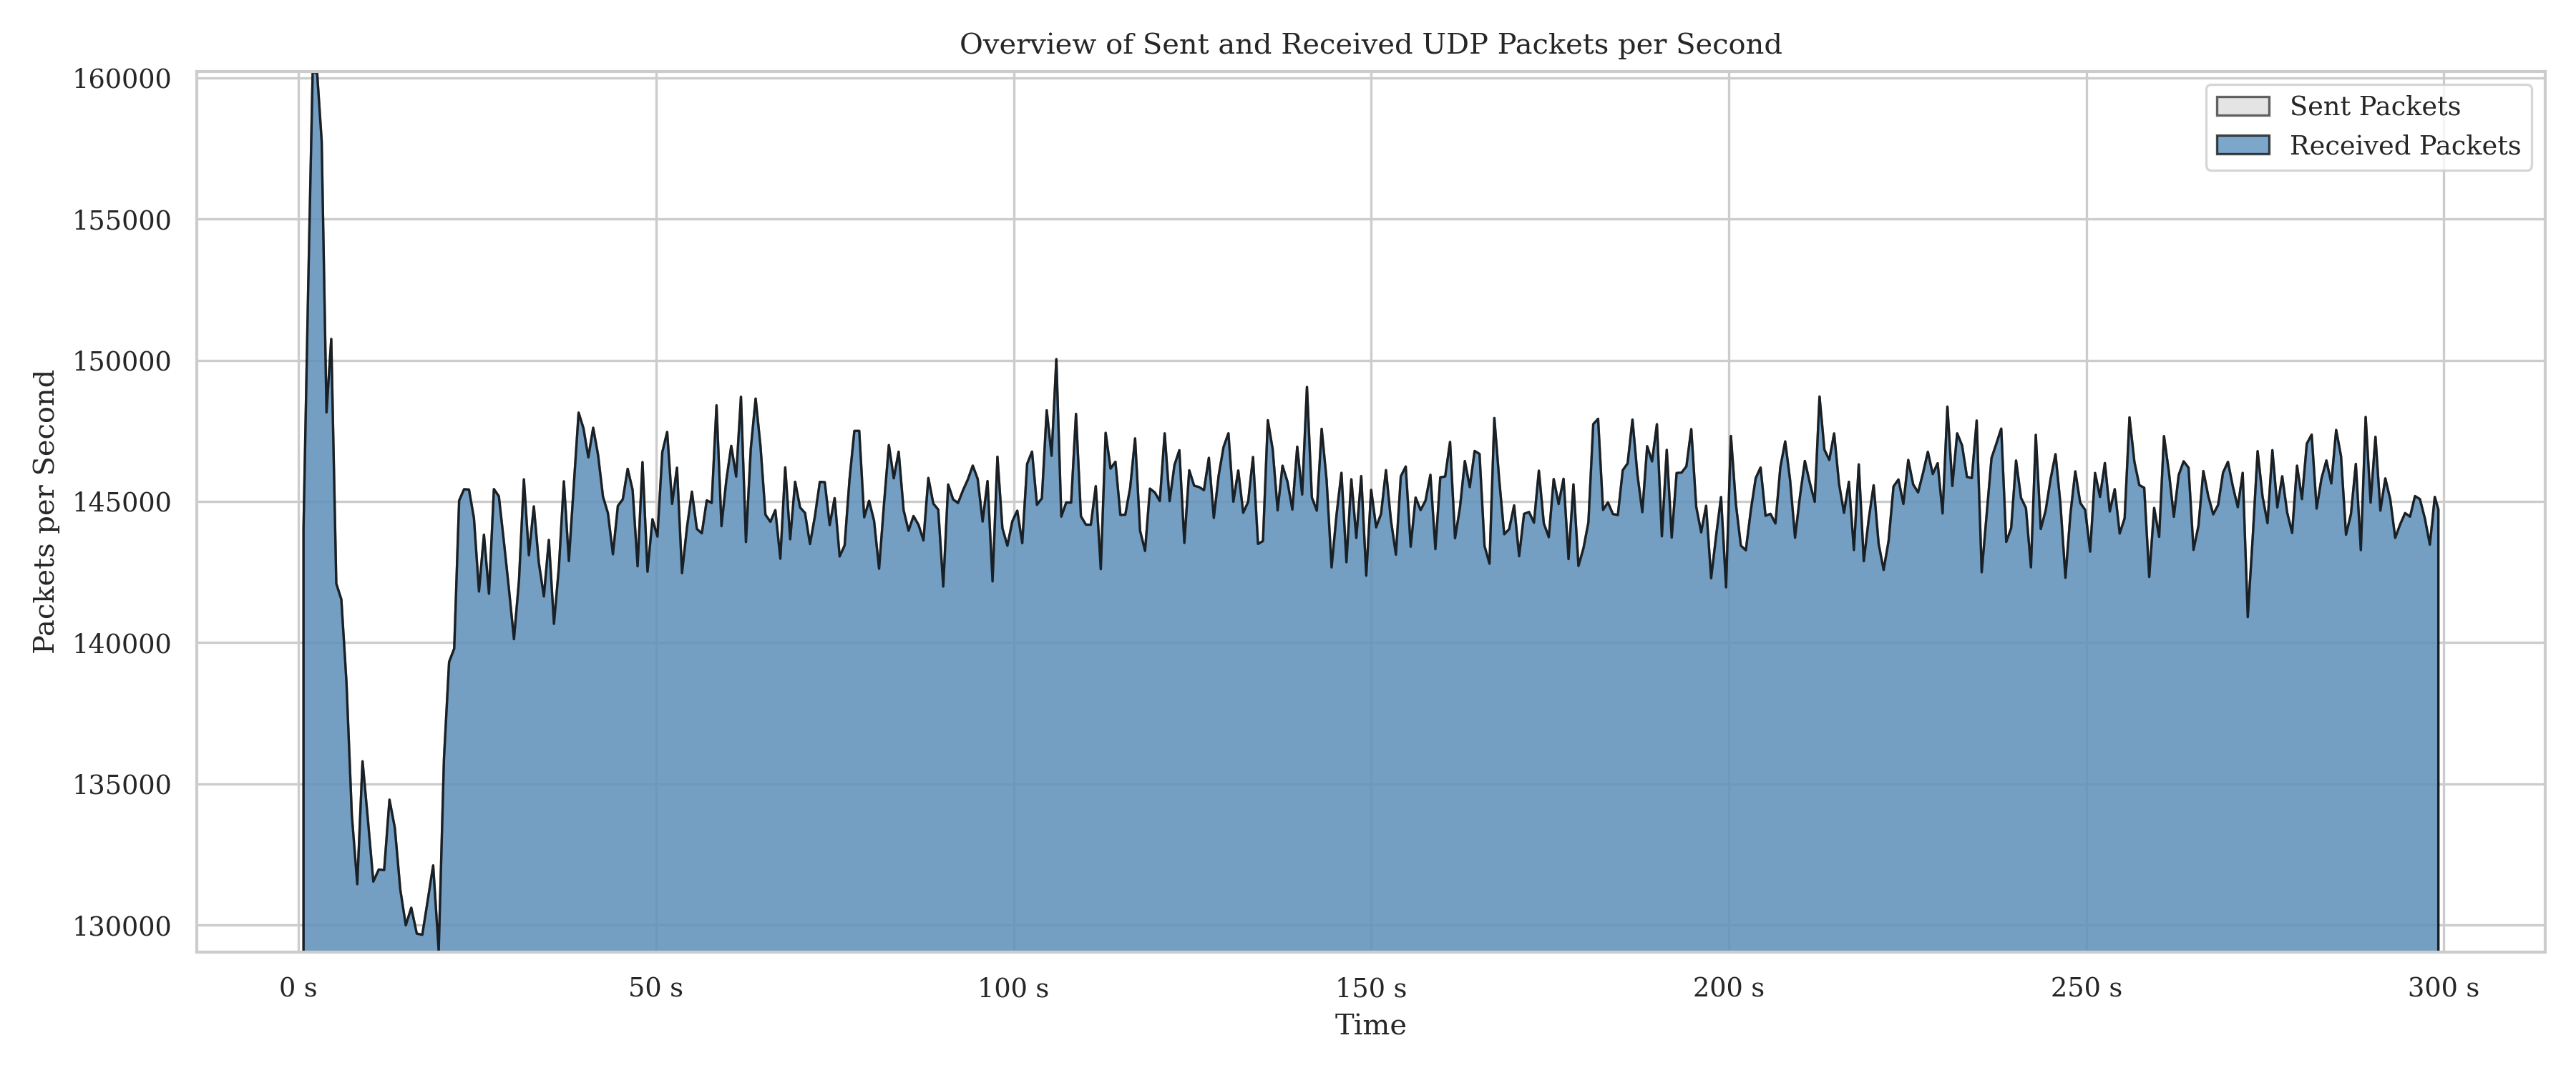 Overview of Sent and Received UDP Packets per Second
Sent Packets
Received Packets
Packets per Second
160000
155000
150000
145000
140000
135000
130000
0 s
50 s
100 s
150 s
200 s
250 s
300 s
Time